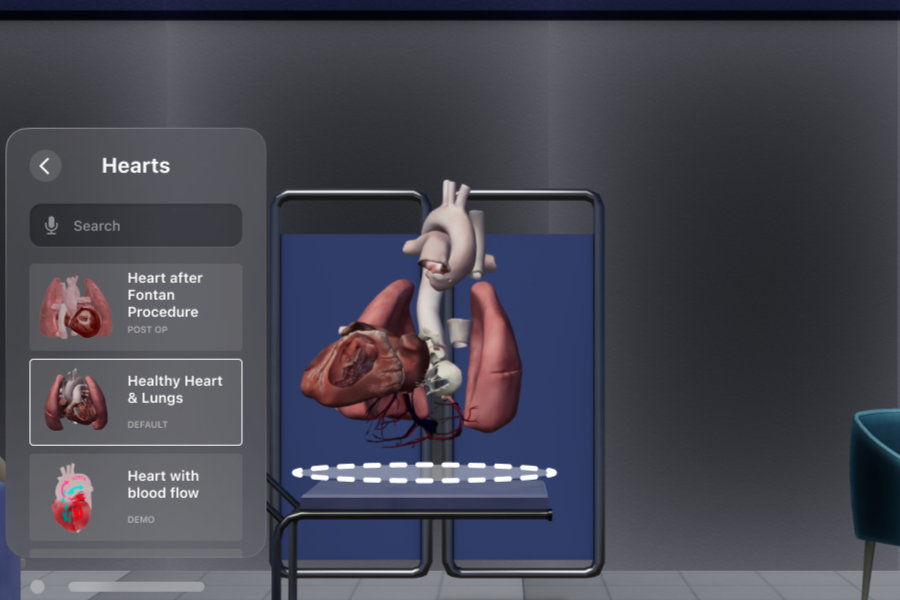 Hearts
Search
Heart after
Fontan
Procedure
POST OP
Healthy Heart
& Lungs
DEFAULT
Heart with
blood flow
DEMO